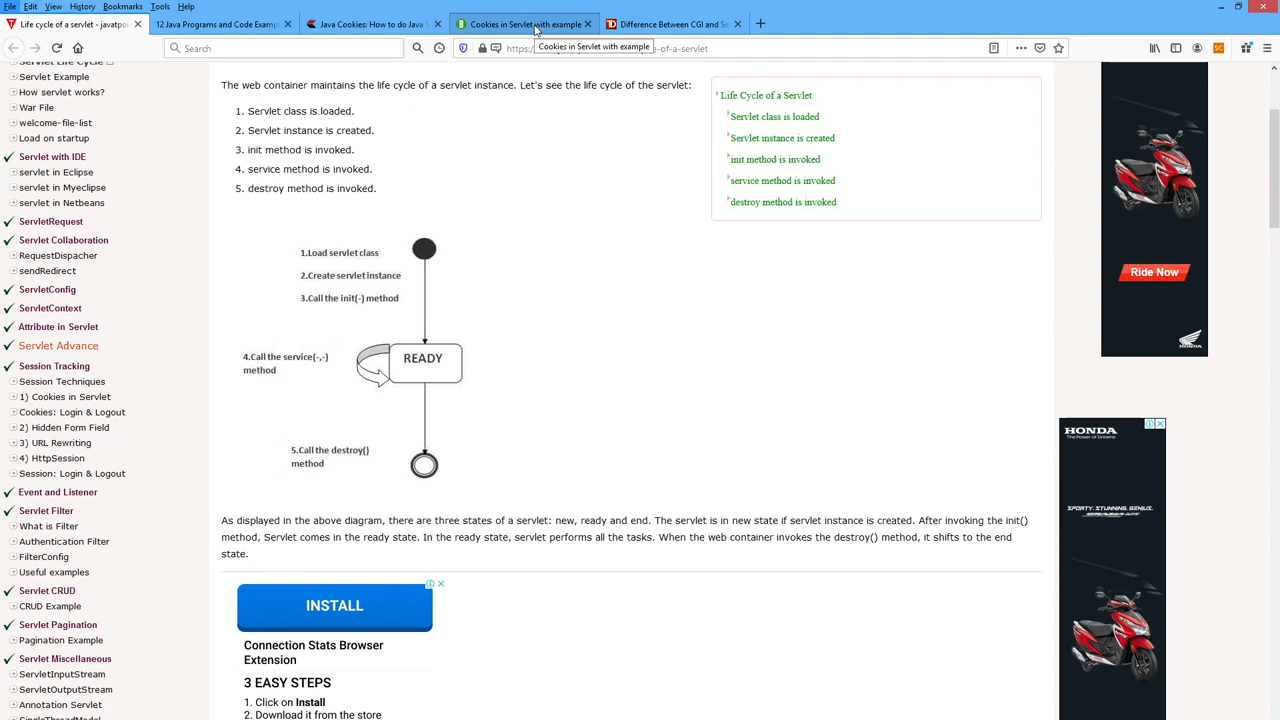 File Edit View History Bookmarks Tools Help
Life cycle of a servlet - javatpoi
12 Java Programs and Code Exampl
Java Cookies: How to do Java S
Cookies in Servlet with example
Difference Between CGI and Se
Search
https:
e-of-a-servlet
Cookies in Servlet with example
Servlet Life Cycle
Servlet Example
How servlet works?
War File
welcome-file-list
Load on startup
Servlet with IDE
servlet in Eclipse
servlet in Myeclipse
servlet in Netbeans
ServletRequest
Servlet Collaboration
RequestDispacher
sendRedirect
ServletConfig
ServletContext
Attribute in Servlet
Servlet Advance
Session Tracking
Session Techniques
1) Cookies in Servlet
Cookies: Login & Logout
2) Hidden Form Field
3) URL Rewriting
4) HttpSession
Session: Login & Logout
Event and Listener
Servlet Filter
What is Filter
Authentication Filter
FilterConfig
Useful examples
Servlet CRUD
CRUD Example
Servlet Pagination
Pagination Example
Servlet Miscellaneous
ServletInputStream
ServletOutputStream
Annotation Servlet
SingleThreadModel
The web container maintains the life cycle of a servlet instance. Let's see the life cycle of the servlet:
1. Servlet class is loaded.
2. Servlet instance is created.
3. init method is invoked.
4. service method is invoked.
5. destroy method is invoked.
Life Cycle of a Servlet
Servlet class is loaded
Servlet instance is created
init method is invoked
service method is invoked
destroy method is invoked
1.Load servlet class
2.Create servlet instance
3.Call the init(-) method
READY
4.Call the service(-,-)
method
5.Call the destroy()
method
As displayed in the above diagram, there are three states of a servlet: new, ready and end. The servlet is in new state if servlet instance is created. After invoking the init()
method, Servlet comes in the ready state. In the ready state, servlet performs all the tasks. When the web container invokes the destroy() method, it shifts to the end
state.
INSTALL
Connection Stats Browser
Extension
3 EASY STEPS
1. Click on Install
2. Download it from the store
Ride Now
HONDA
The Power of Dreams
SPORTY. STUNNING. GENIUS.